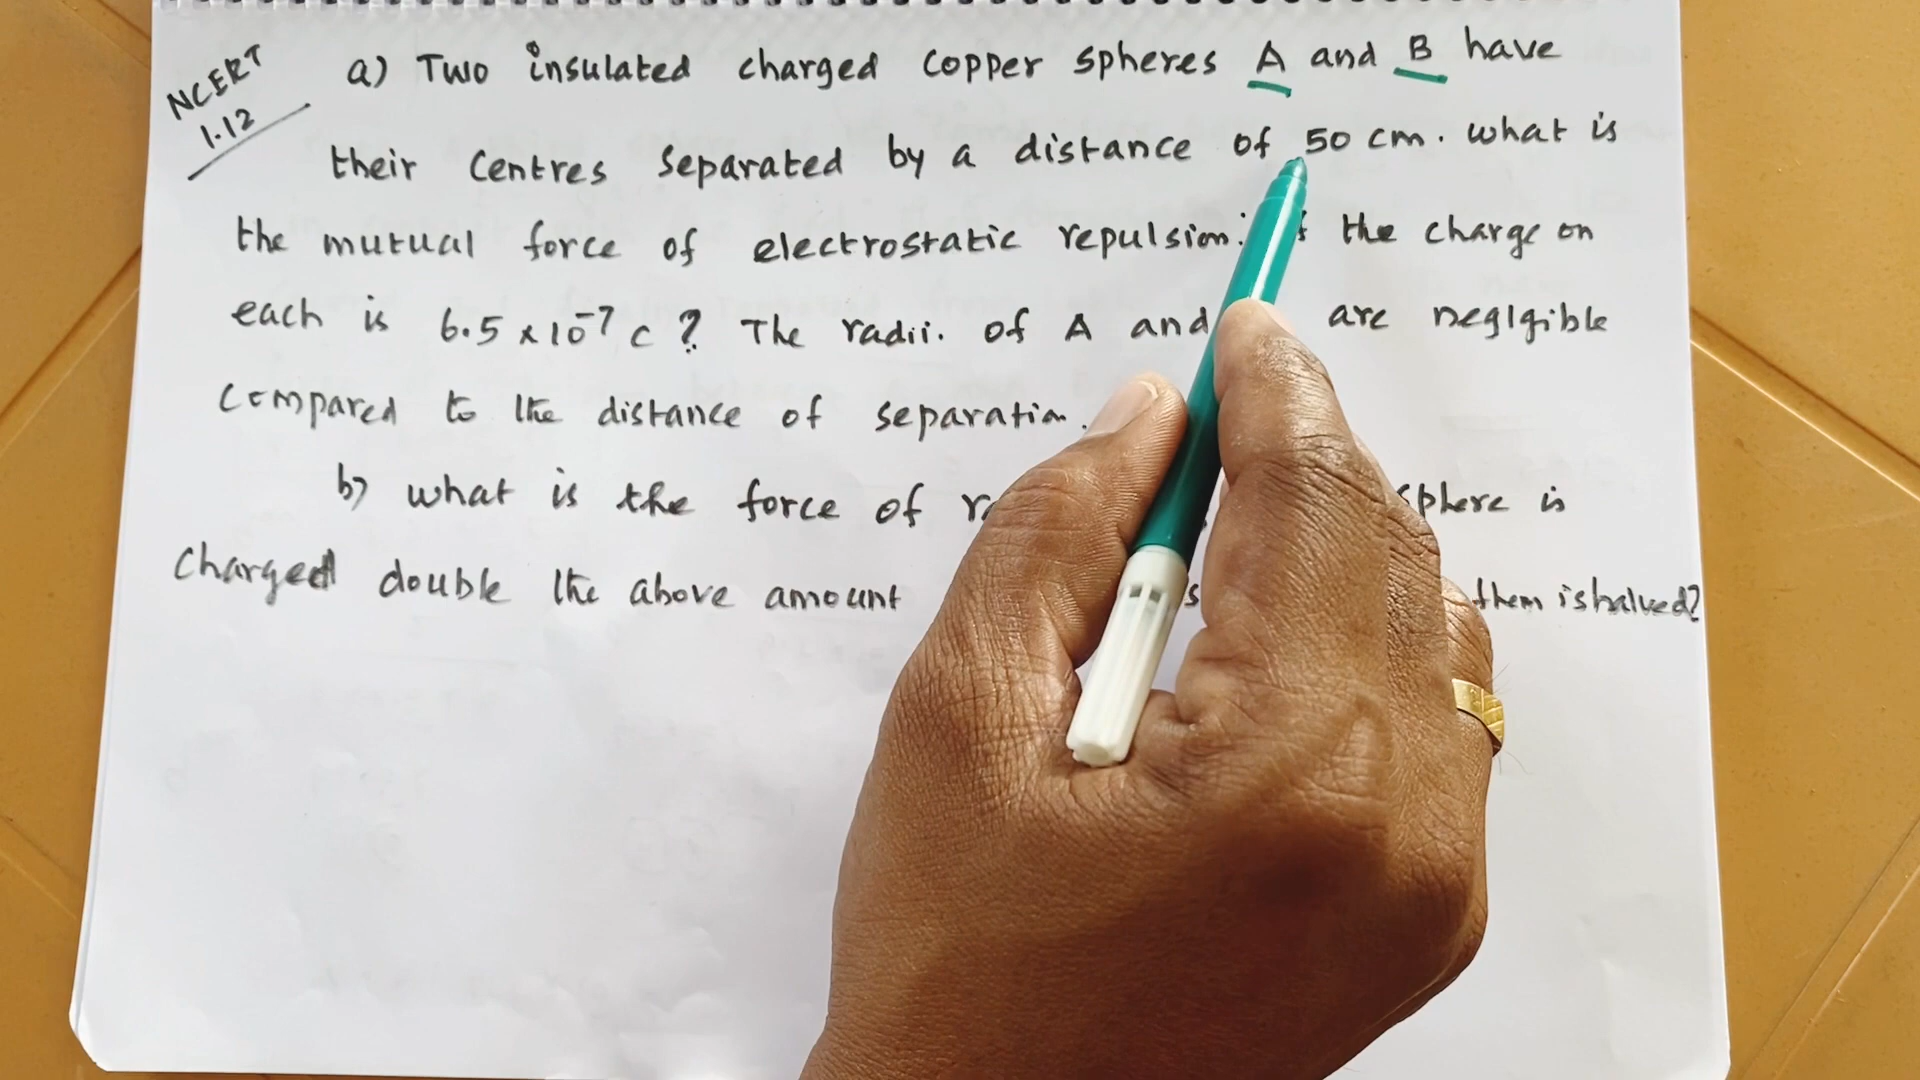 NCERT
1.12
a) Two insulated charged copper spheres A and B have
their centres separated by a distance of 50 cm. what is
the mutual force of electrostatic repulsion. the charge on
each is 6.5 x 10⁻⁷ c ? The radii. of A and are neglgible
compared to the distance of separation.
b) what is the force of sphere is
charged double the above amount them is halved?